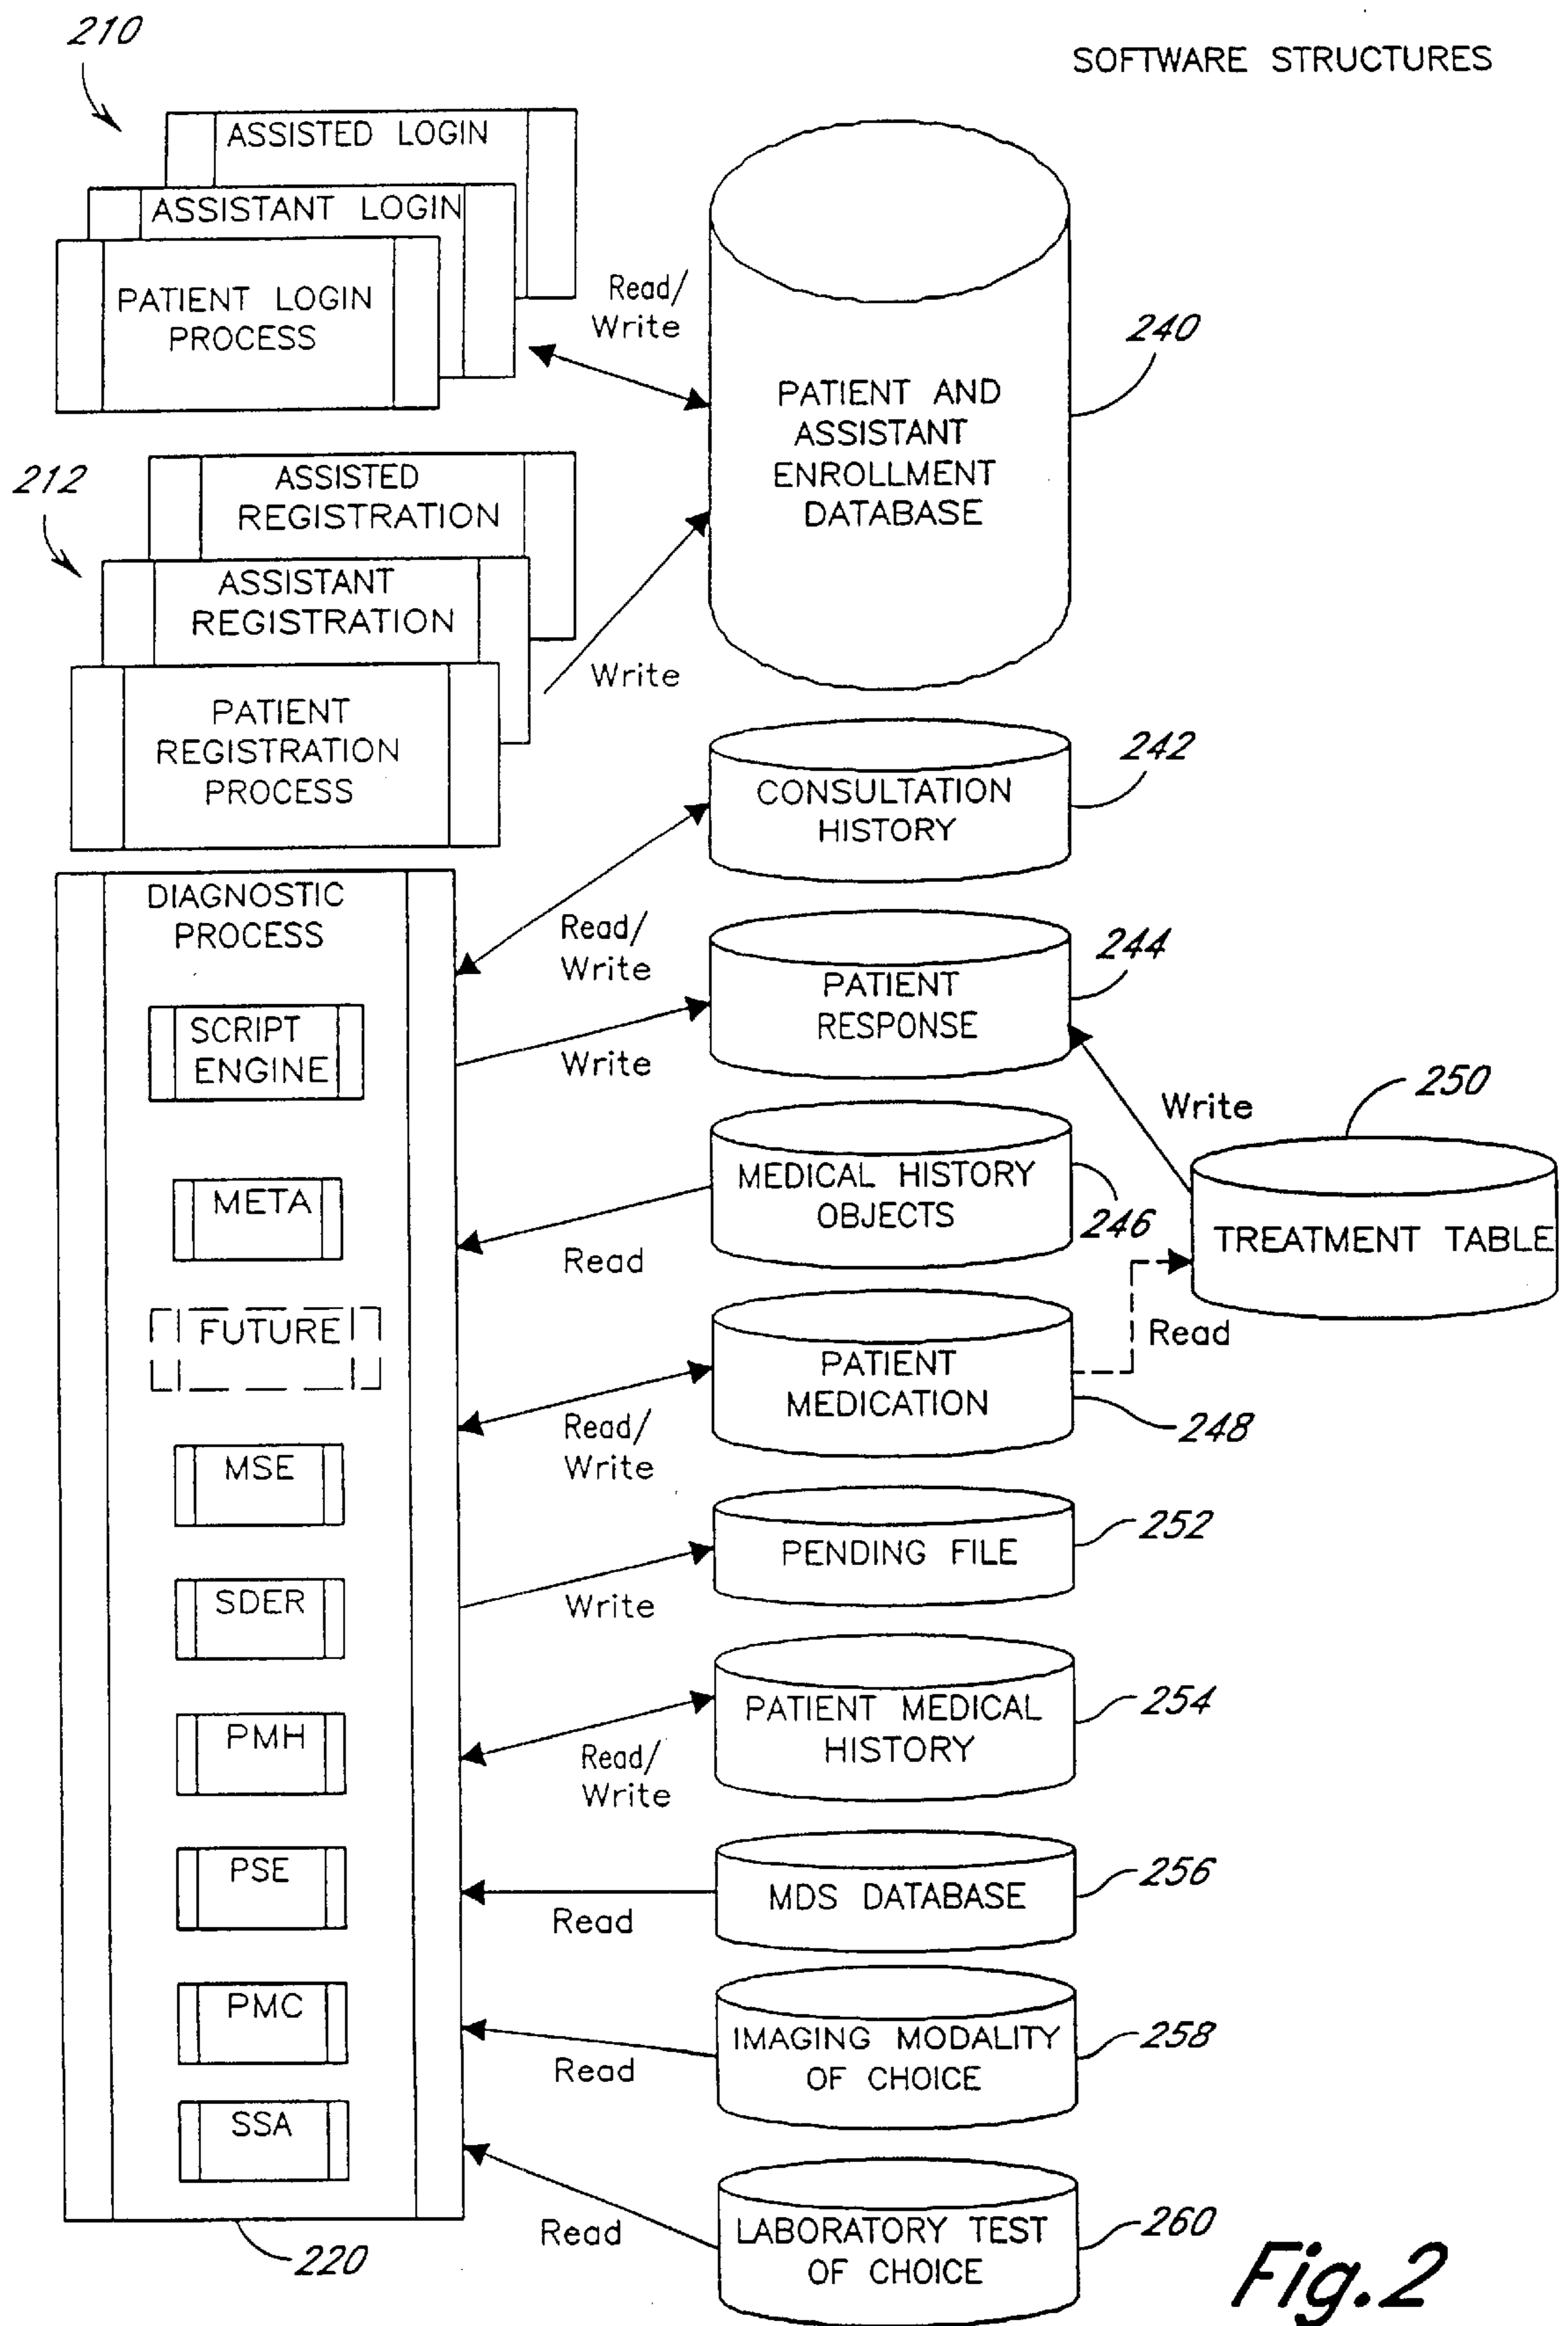 210
SOFTWARE STRUCTURES
ASSISTED LOGIN
ASSISTANT LOGIN
PATIENT LOGIN
PROCESS
Read/
Write
240
PATIENT AND
ASSISTANT
ENROLLMENT
DATABASE
212
ASSISTED
REGISTRATION
ASSISTANT
REGISTRATION
PATIENT
REGISTRATION
PROCESS
Write
242
CONSULTATION
HISTORY
DIAGNOSTIC
PROCESS
Read/
Write
244
PATIENT
RESPONSE
SCRIPT
ENGINE
Write
250
Write
TREATMENT TABLE
MEDICAL HISTORY
OBJECTS
246
META
Read
FUTURE
PATIENT
MEDICATION
Read
248
Read/
Write
MSE
252
PENDING FILE
SDER
Write
254
PATIENT MEDICAL
HISTORY
PMH
Read/
Write
256
MDS DATABASE
PSE
Read
258
IMAGING MODALITY
OF CHOICE
PMC
Read
SSA
260
LABORATORY TEST
OF CHOICE
Read
220
Fig.2